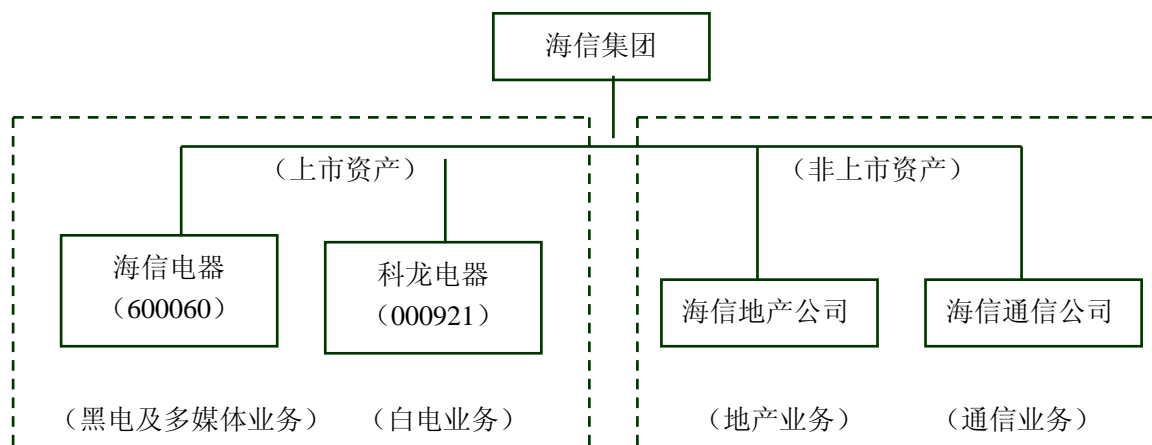 海信集团
（上市资产）
（非上市资产）
海信电器
（600060）
科龙电器
（000921）
海信地产公司
海信通信公司
（黑电及多媒体业务）
（白电业务）
（地产业务）
（通信业务）